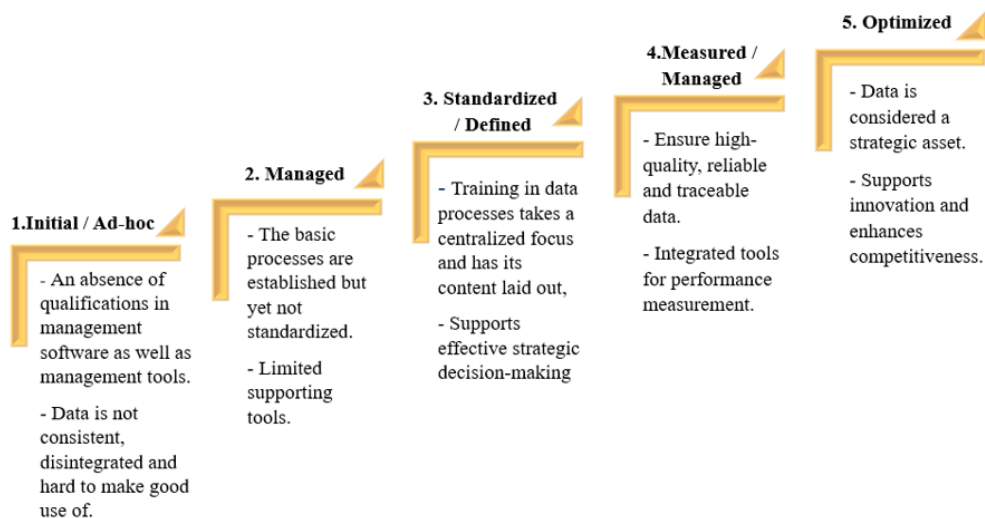 1.Initial / Ad-hoc
- An absence of
qualifications in
management
software as well as
management tools.
- Data is not
consistent,
disintegrated and
hard to make good
use of.
2. Managed
- The basic
processes are
established but
yet not
standardized.
- Limited
supporting
tools.
3. Standardized
/ Defined
- Training in data
processes takes a
centralized focus
and has its
content laid out,
- Supports
effective strategic
decision-making
4.Measured /
Managed
- Ensure high-
quality, reliable
and traceable
data.
- Integrated tools
for performance
measurement.
5. Optimized
- Data is
considered a
strategic asset.
- Supports
innovation and
enhances
competitiveness.